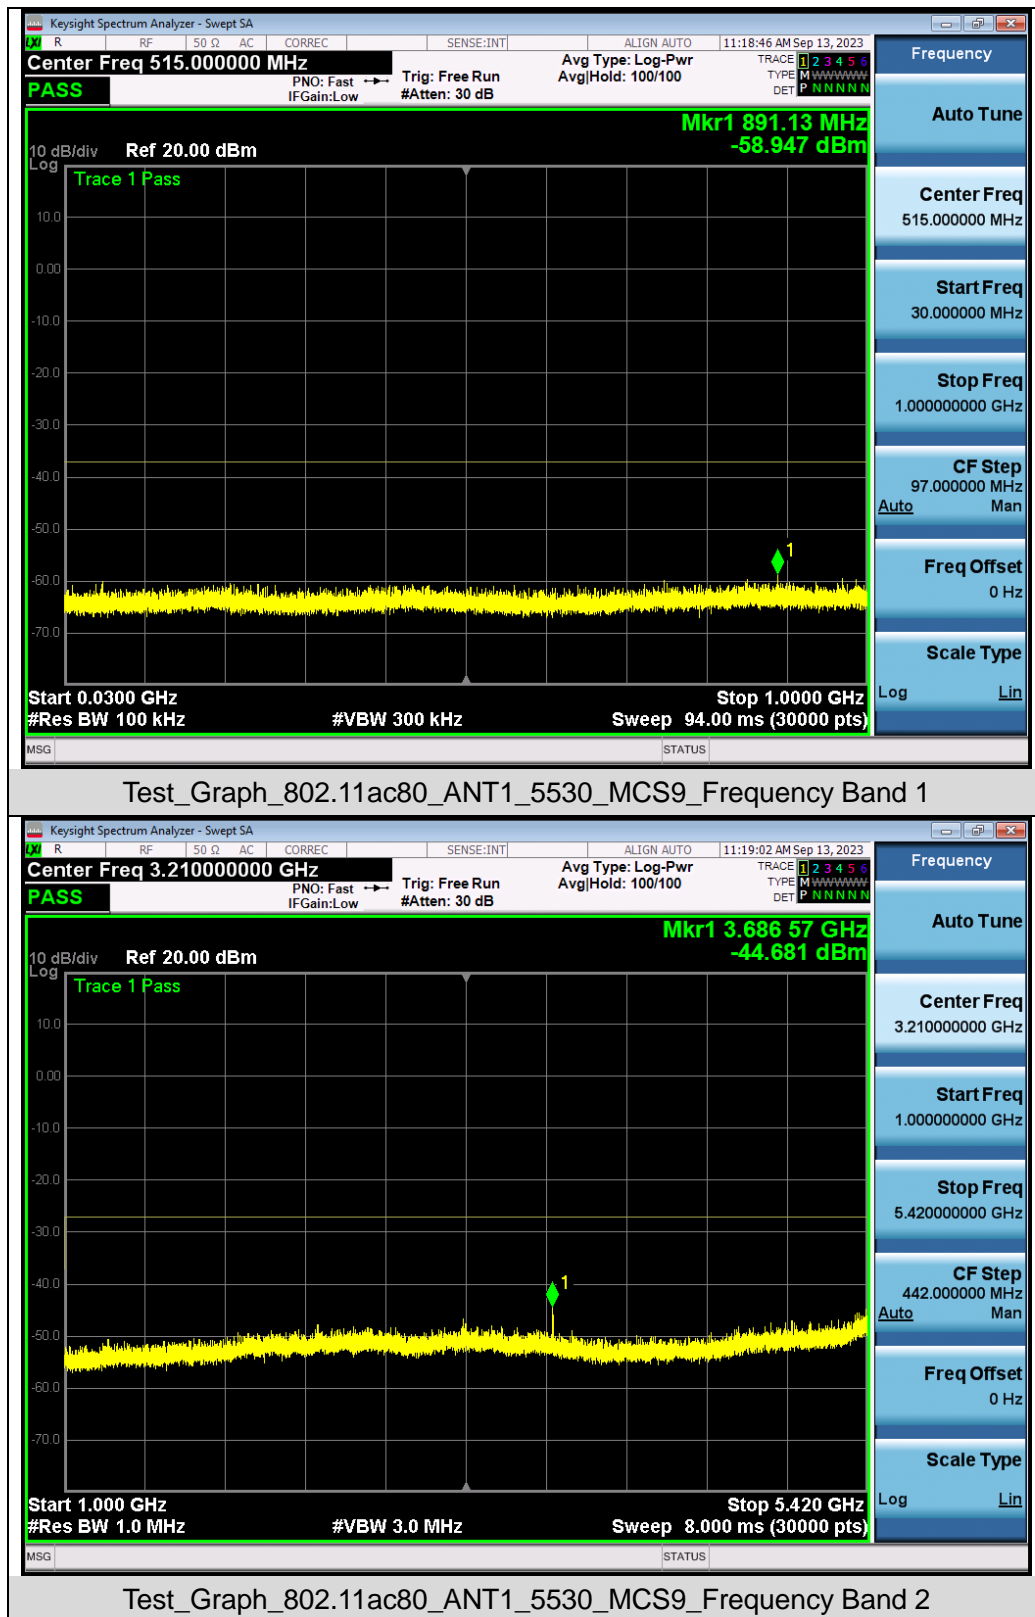 Keysight Spectrum Analyzer - Swept SA
LXI R RF 50 Ω AC CORREC SENSE:INT ALIGN AUTO 11:18:46 AM Sep 13, 2023
Center Freq 515.000000 MHz
PASS
PNO: Fast
IFGain:Low
Trig: Free Run
#Atten: 30 dB
Avg Type: Log-Pwr
Avg|Hold: 100/100
TRACE 1 2 3 4 5 6
TYPE M WWWWW
DET P N N N N N
Mkr1 891.13 MHz
-58.947 dBm
10 dB/div Ref 20.00 dBm
Log
Trace 1 Pass
10.0
0.00
-10.0
-20.0
-30.0
-40.0
-50.0
-60.0
-70.0
1
Start 0.0300 GHz Stop 1.0000 GHz
#Res BW 100 kHz #VBW 300 kHz Sweep 94.00 ms (30000 pts)
MSG STATUS
Frequency
Auto Tune
Center Freq
515.000000 MHz
Start Freq
30.000000 MHz
Stop Freq
1.000000000 GHz
CF Step
97.000000 MHz
Auto Man
Freq Offset
0 Hz
Scale Type
Log Lin
Test_Graph_802.11ac80_ANT1_5530_MCS9_Frequency Band 1
Keysight Spectrum Analyzer - Swept SA
LXI R RF 50 Ω AC CORREC SENSE:INT ALIGN AUTO 11:19:02 AM Sep 13, 2023
Center Freq 3.210000000 GHz
PASS
PNO: Fast
IFGain:Low
Trig: Free Run
#Atten: 30 dB
Avg Type: Log-Pwr
Avg|Hold: 100/100
TRACE 1 2 3 4 5 6
TYPE M WWWWW
DET P N N N N N
Mkr1 3.686 57 GHz
-44.681 dBm
10 dB/div Ref 20.00 dBm
Log
Trace 1 Pass
10.0
0.00
-10.0
-20.0
-30.0
-40.0
-50.0
-60.0
-70.0
1
Start 1.000 GHz Stop 5.420 GHz
#Res BW 1.0 MHz #VBW 3.0 MHz Sweep 8.000 ms (30000 pts)
MSG STATUS
Frequency
Auto Tune
Center Freq
3.210000000 GHz
Start Freq
1.000000000 GHz
Stop Freq
5.420000000 GHz
CF Step
442.000000 MHz
Auto Man
Freq Offset
0 Hz
Scale Type
Log Lin
Test_Graph_802.11ac80_ANT1_5530_MCS9_Frequency Band 2